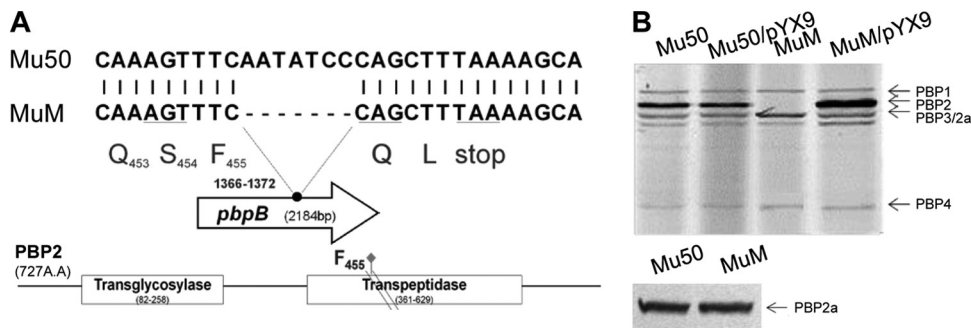 A
Mu50 CAAAGTTTCAATATCCCAGCTTTAAAAGCA
MuM CAAAGTTTC-------CAGCTTTAAAAGCA
Q453 S454 F455 Q L stop
1366-1372
pbpB (2184bp)
PBP2
(727A.A)
F455
Transglycosylase
(82-258)
Transpeptidase
(361-629)
B
Mu50 Mu50/pYX9 MuM MuM/pYX9
PBP1
PBP2
PBP3/2a
PBP4
Mu50 MuM
PBP2a